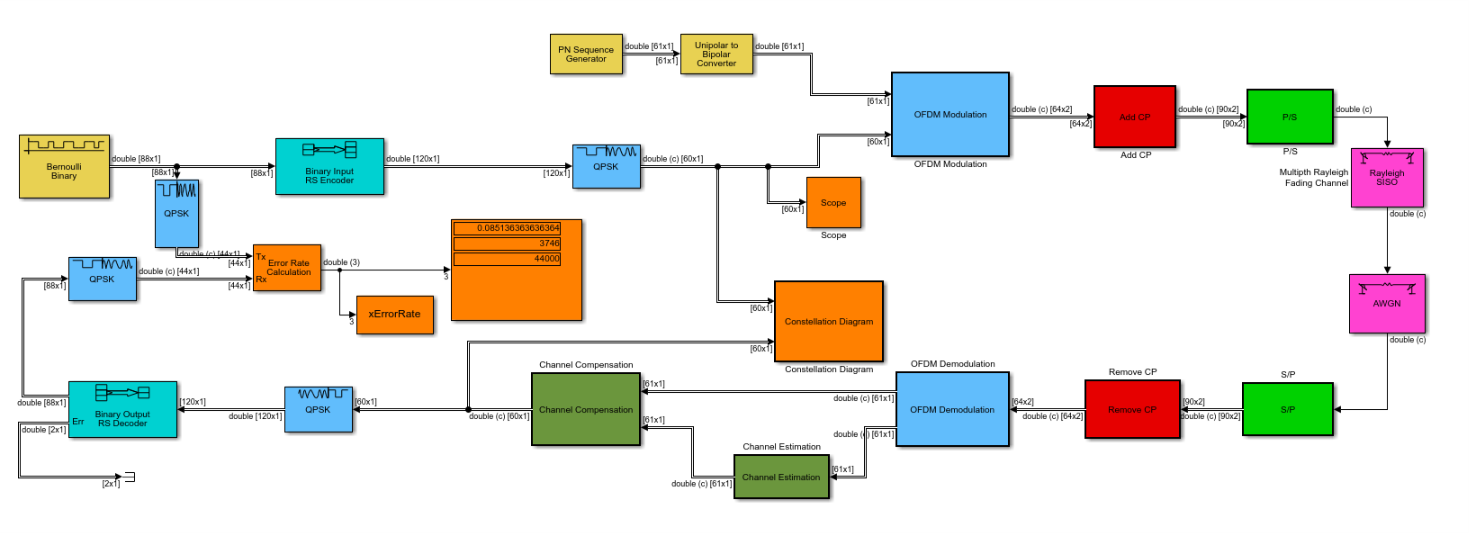 PN Sequence
Generator
double [61x1]
[61x1]
Unipolar to
Bipolar
Converter
double [61x1]
[61x1]
[60x1]
OFDM Modulation
OFDM Modulation
double (c) [64x2]
[64x2]
Add CP
Add CP
double (c) [90x2]
[90x2]
P/S
P/S
double (c)
Multipth Rayleigh
Fading Channel
Rayleigh
SISO
double (c)
Bernoulli
Binary
double [88x1]
[88x1]
[88x1]
Binary Input
RS Encoder
double [120x1]
[120x1]
QPSK
double (c) [60x1]
[60x1]
Scope
Scope
QPSK
double (c) [44x1]
[44x1]
Tx
Rx
Error Rate
Calculation
double (3)
3
0.085136363636364
3746
44000
[88x1]
QPSK
double (c) [44x1]
[44x1]
3
xErrorRate
[60x1]
[60x1]
Constellation Diagram
Constellation Diagram
AWGN
double (c)
double [88x1]
Err
double [2x1]
Binary Output
RS Decoder
[120x1]
double [120x1]
QPSK
[60x1]
double (c) [60x1]
Channel Compensation
Channel Compensation
[61x1]
[61x1]
double (c) [61x1]
double (c) [61x1]
OFDM Demodulation
OFDM Demodulation
[64x2]
double (c) [64x2]
Remove CP
Remove CP
[90x2]
double (c) [90x2]
S/P
S/P
[2x1]
Channel Estimation
Channel Estimation
[61x1]
double (c) [61x1]